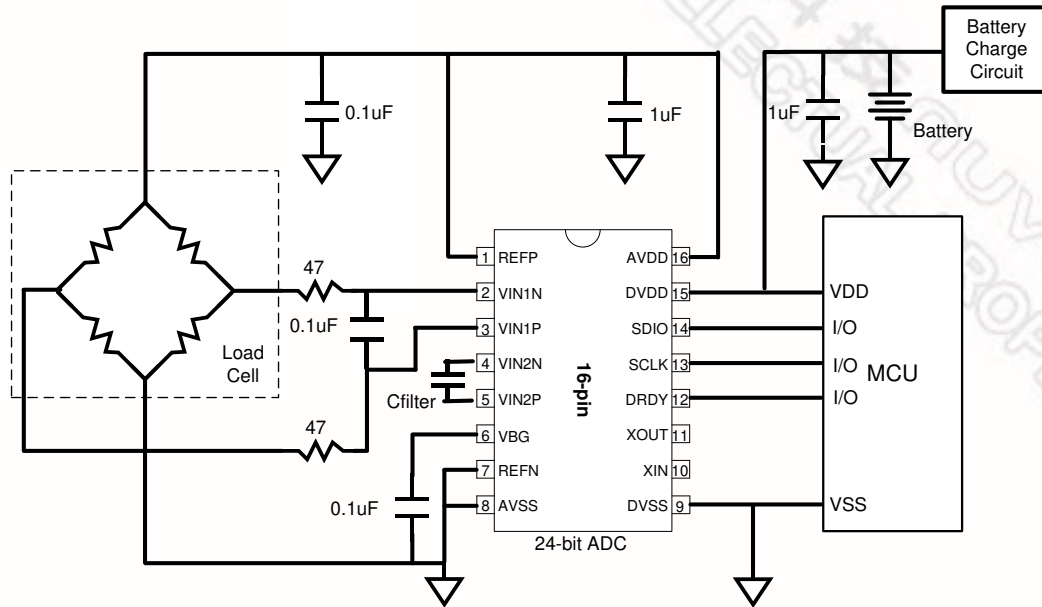 Battery
Charge
Circuit
0.1uF
1uF
1uF
Battery
Load
Cell
47
0.1uF
47
Cfilter
0.1uF
1 REFP
2 VIN1N
3 VIN1P
4 VIN2N
5 VIN2P
6 VBG
7 REFN
8 AVSS
16-pin
AVDD 16
DVDD 15
SDIO 14
SCLK 13
DRDY 12
XOUT 11
XIN 10
DVSS 9
24-bit ADC
VDD
I/O
I/O
I/O
MCU
VSS